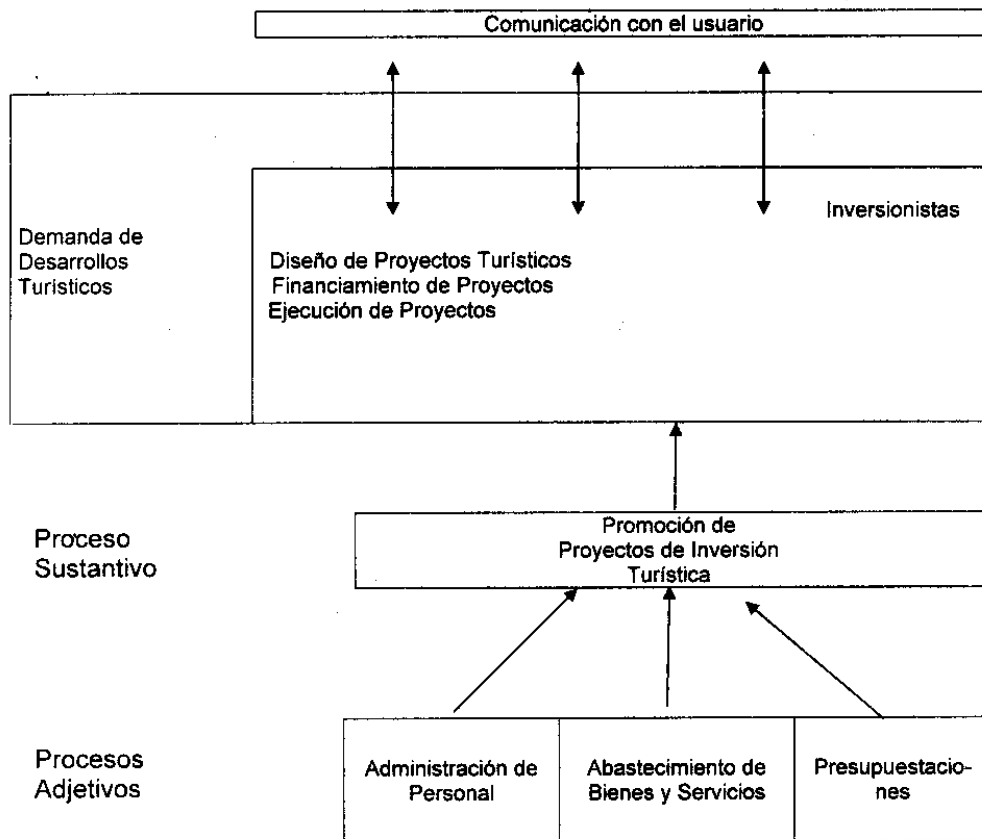 Comunicación con el usuario
Inversionistas
Demanda de
Desarrollos
Turísticos
Diseño de Proyectos Turísticos
Financiamiento de Proyectos
Ejecución de Proyectos
Proceso
Sustantivo
Promoción de
Proyectos de Inversión
Turística
Procesos
Adjetivos
Administración de
Personal
Abastecimiento de
Bienes y Servicios
Presupuestacio-
nes